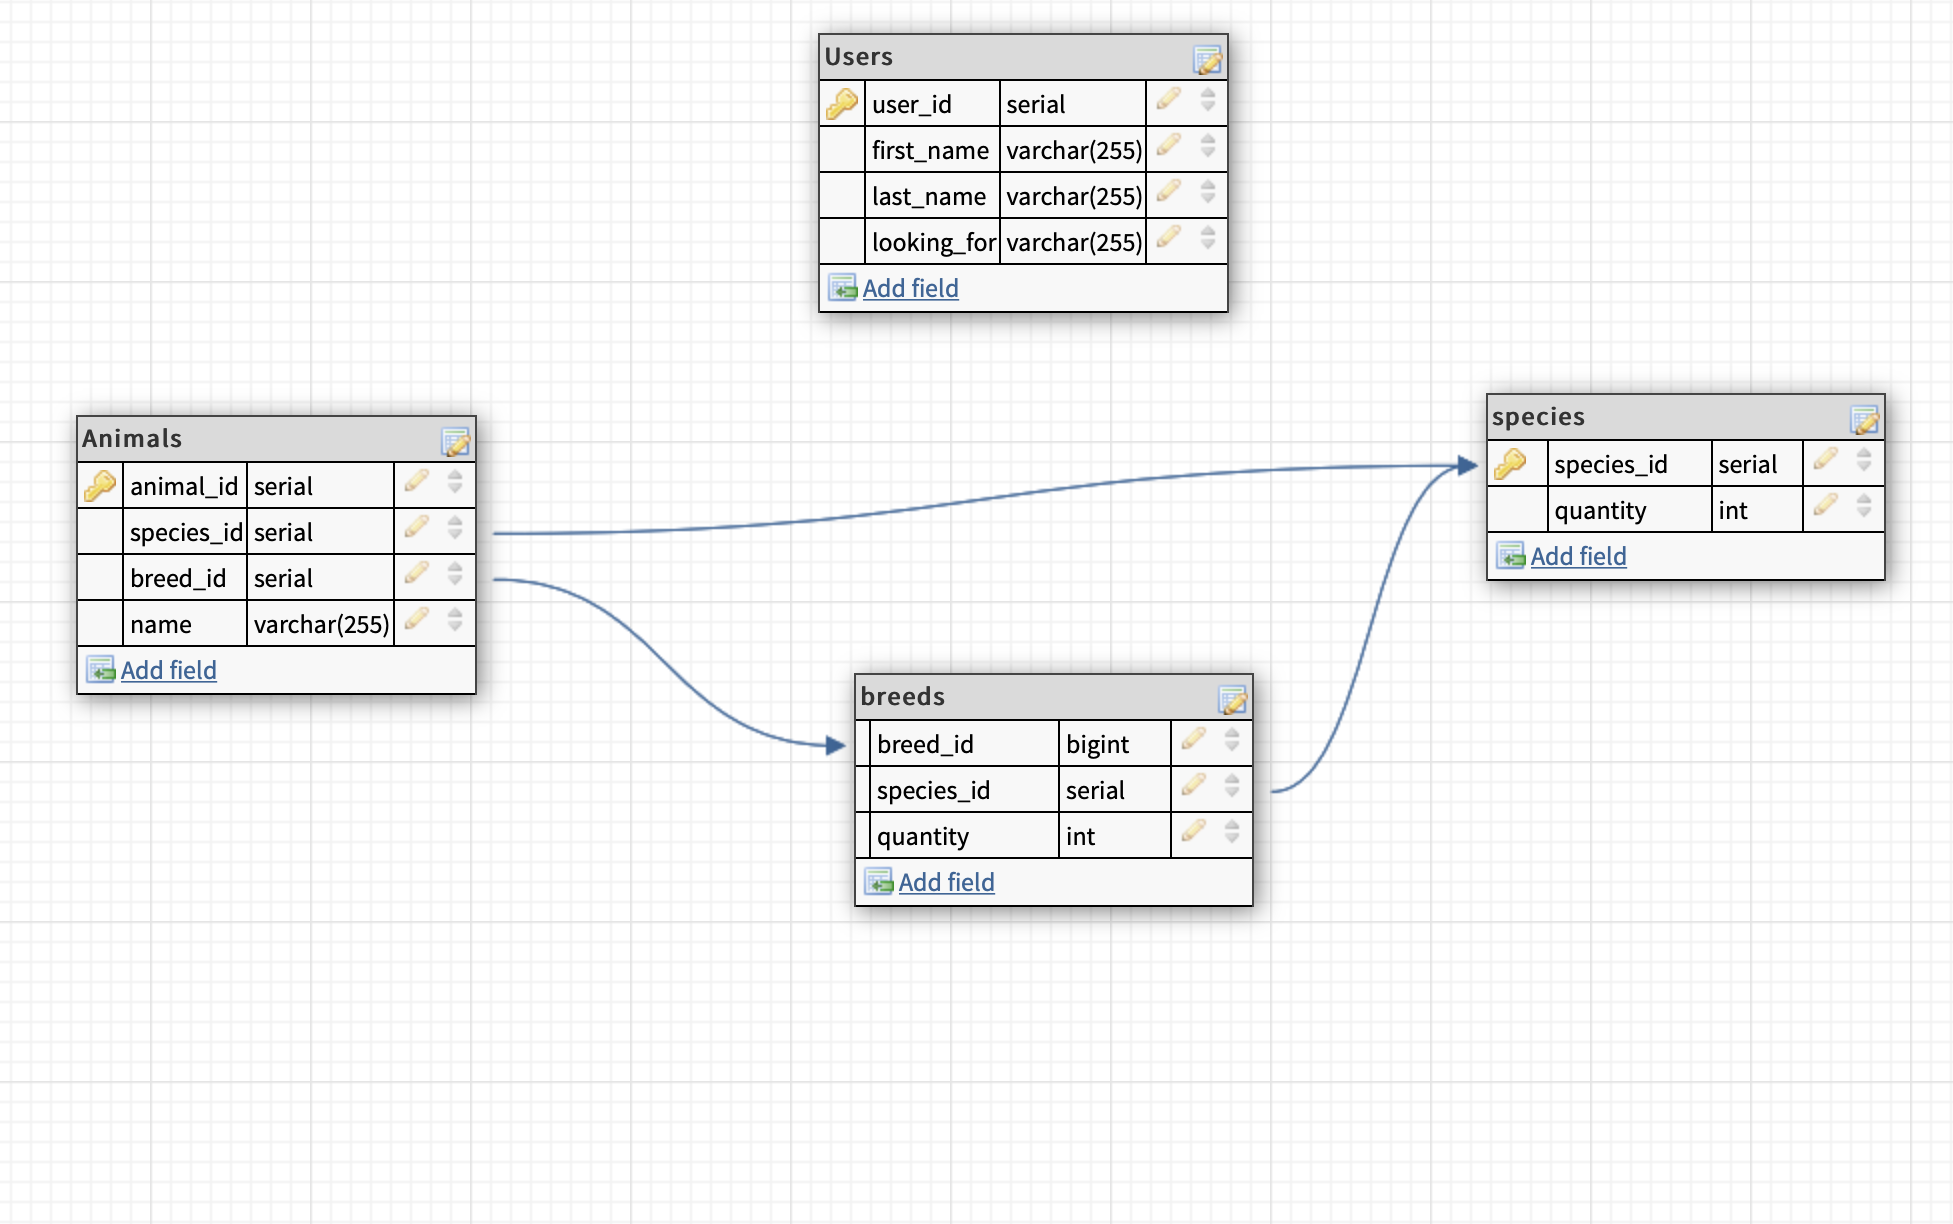 Users
user_id serial
first_name varchar(255)
last_name varchar(255)
looking_for varchar(255)
Add field
Animals
animal_id serial
species_id serial
breed_id serial
name varchar(255)
Add field
species
species_id serial
quantity int
Add field
breeds
breed_id bigint
species_id serial
quantity int
Add field